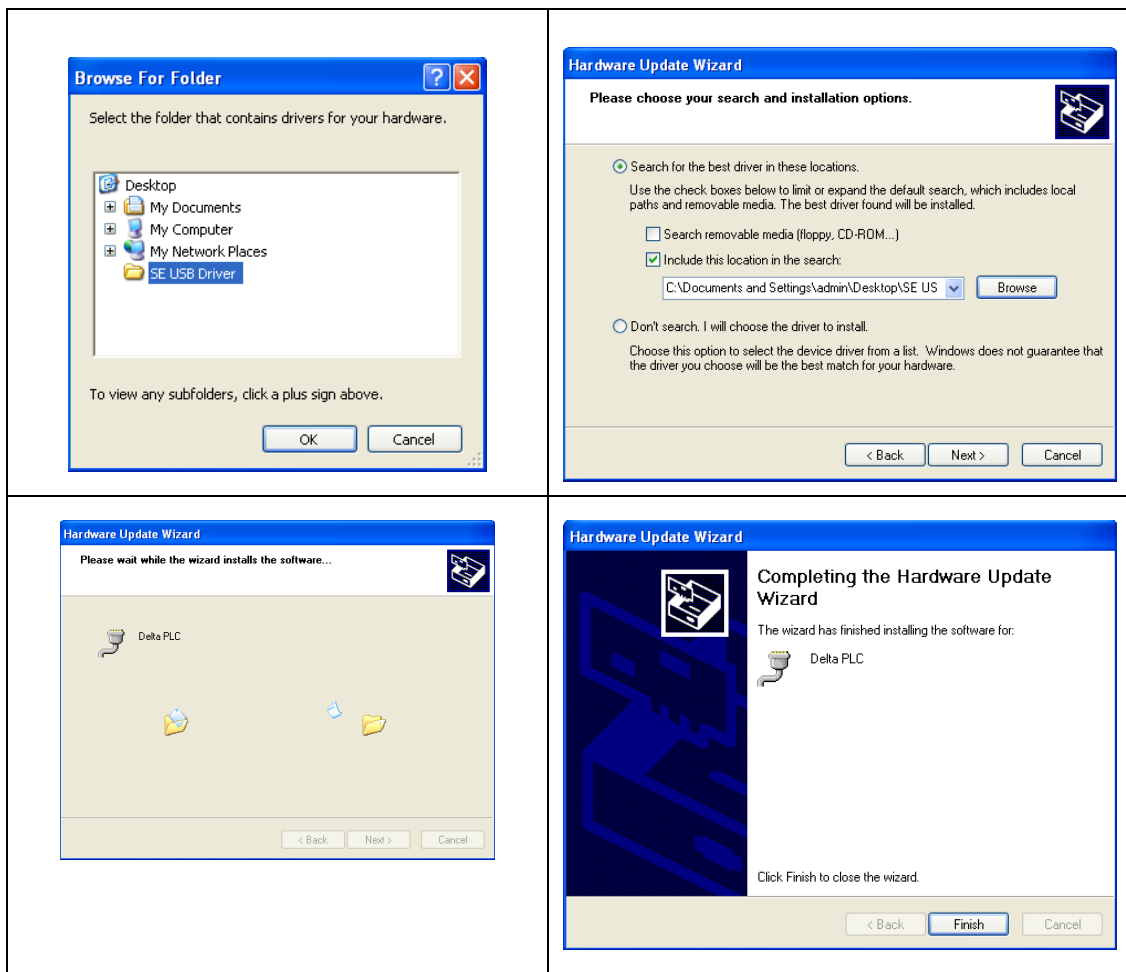 Browse For Folder
Select the folder that contains drivers for your hardware.
Desktop
My Documents
My Computer
My Network Places
SE USB Driver
To view any subfolders, click a plus sign above.
OK Cancel
Hardware Update Wizard
Please choose your search and installation options.
Search for the best driver in these locations.
Use the check boxes below to limit or expand the default search, which includes local
paths and removable media. The best driver found will be installed.
Search removable media (floppy, CD-ROM...)
Include this location in the search:
C:\Documents and Settings\admin\Desktop\SE US Browse
Don't search. I will choose the driver to install.
Choose this option to select the device driver from a list. Windows does not guarantee that
the driver you choose will be the best match for your hardware.
< Back Next > Cancel
Hardware Update Wizard
Please wait while the wizard installs the software...
Delta PLC
< Back Next > Cancel
Hardware Update Wizard
Completing the Hardware Update
Wizard
The wizard has finished installing the software for:
Delta PLC
Click Finish to close the wizard.
< Back Finish Cancel